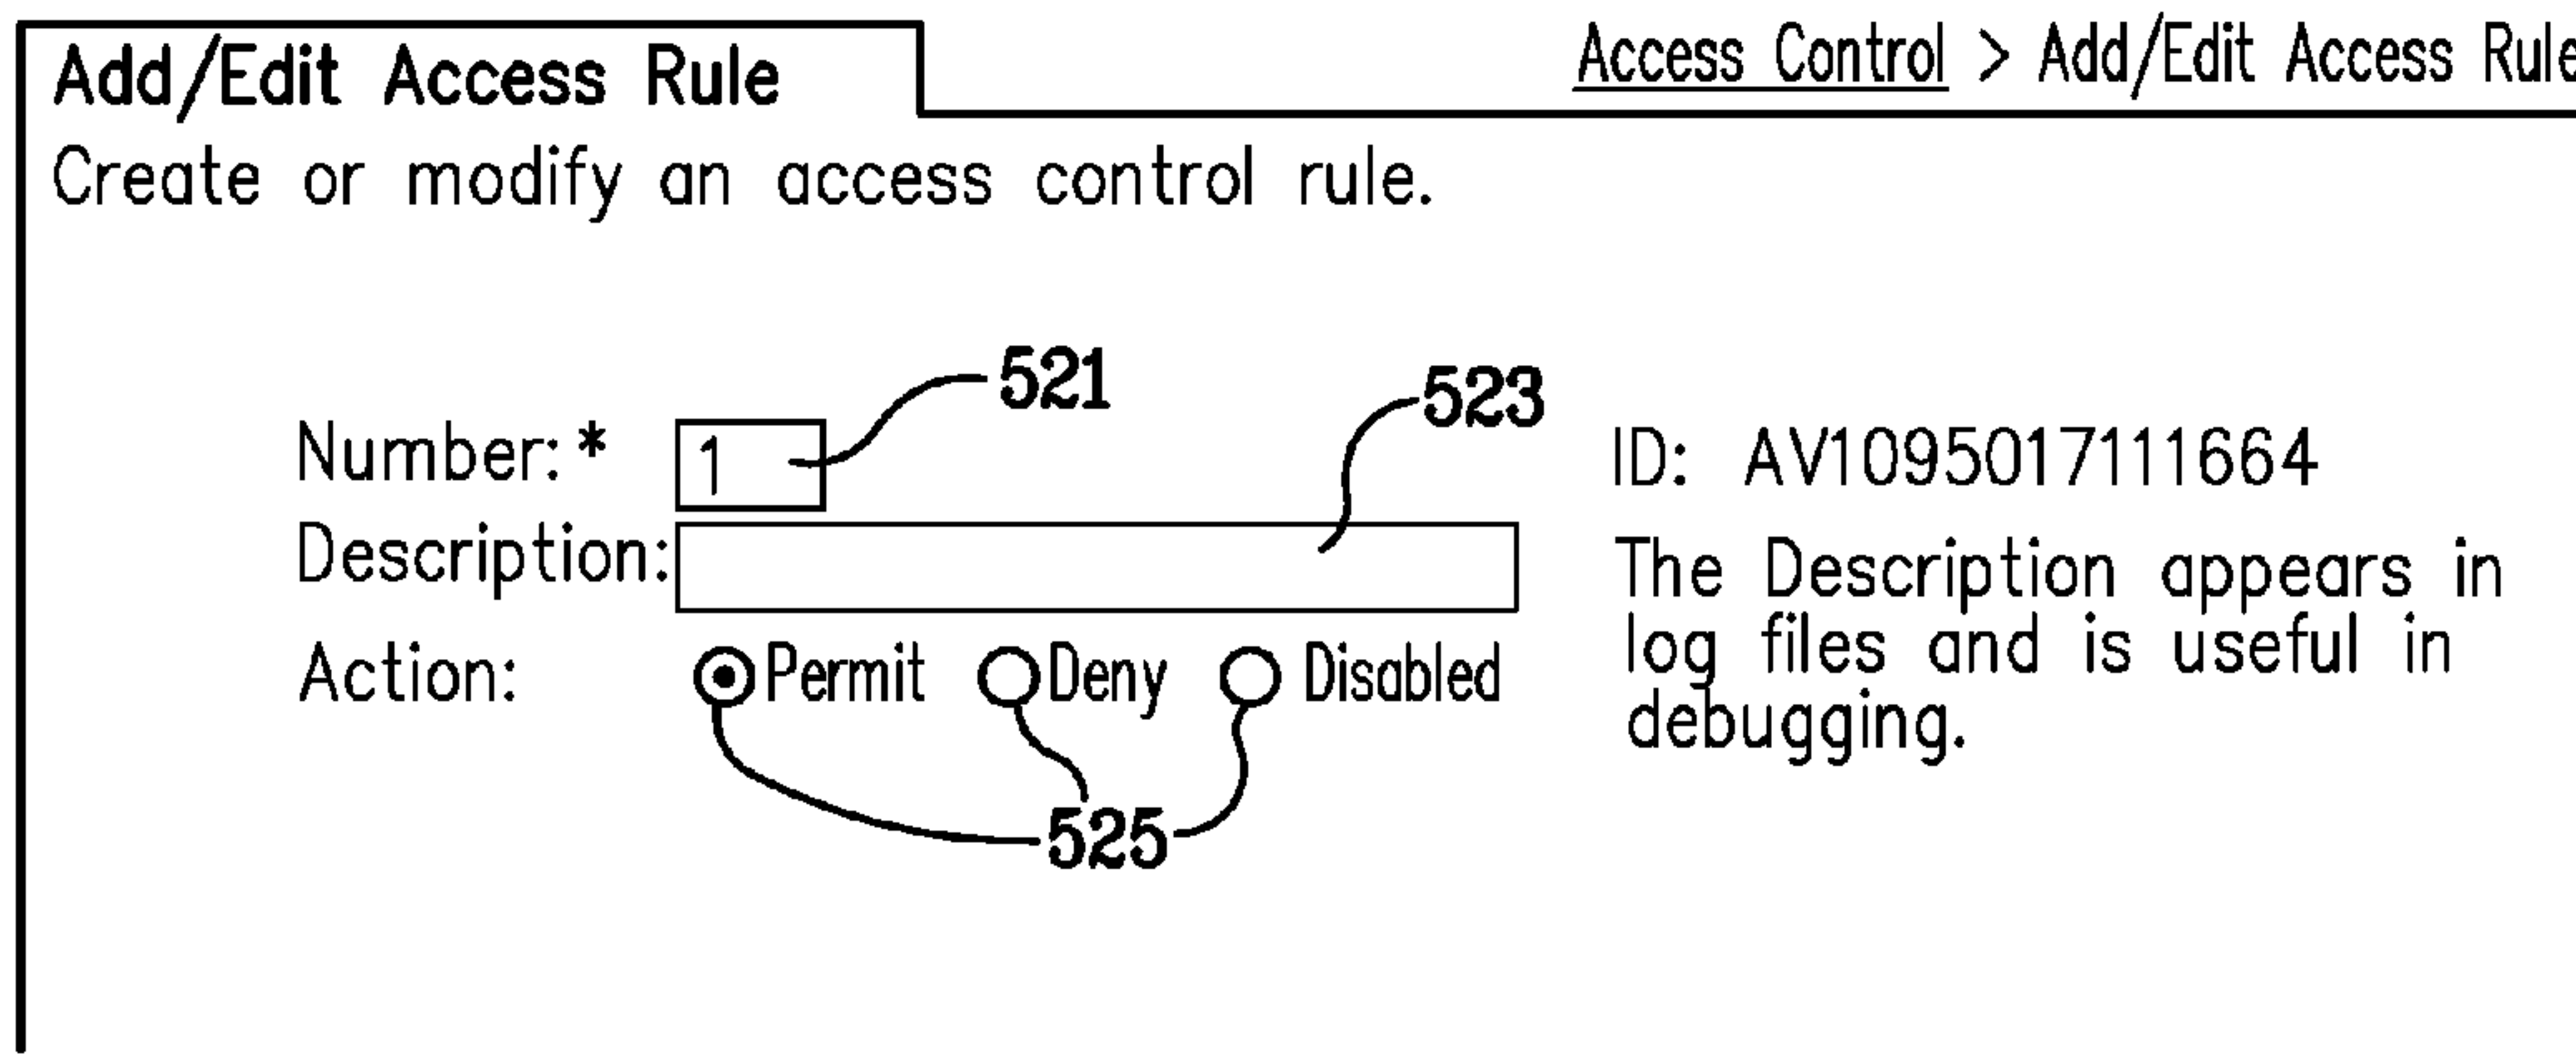 Add/Edit Access Rule
Access Control > Add/Edit Access Rule
Create or modify an access control rule.
521
523
Number:* 1
ID: AV1095017111664
Description:
The Description appears in
log files and is useful in
debugging.
Action: Permit Deny Disabled
525